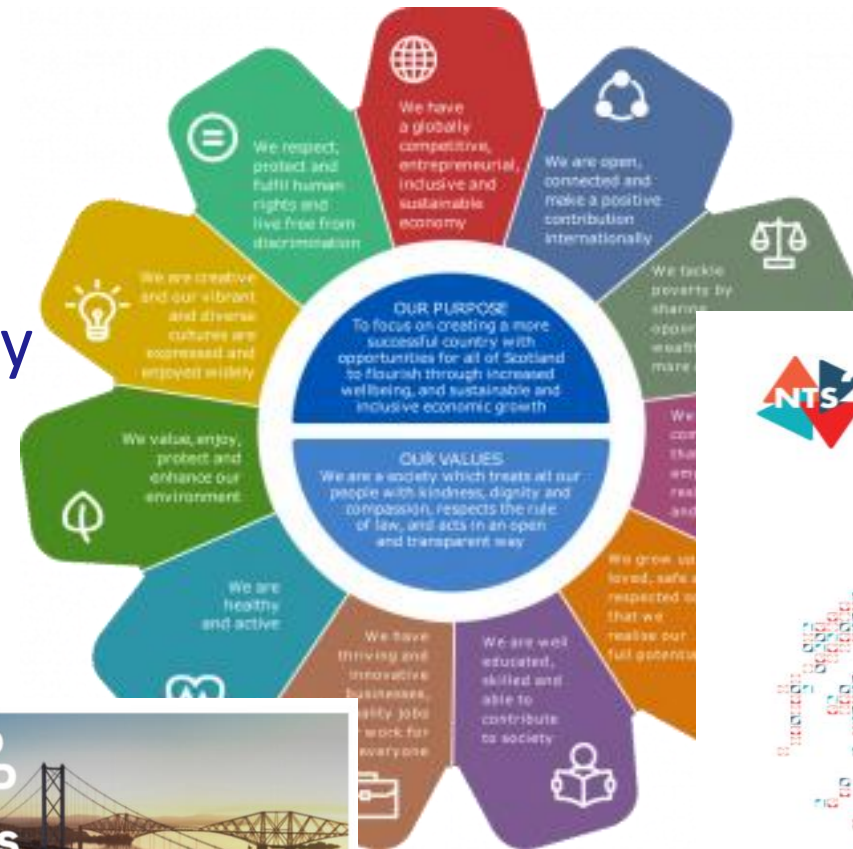 We have
a globally
competitive,
entrepreneurial,
inclusive and
sustainable
economy
We are open,
connected and
make a positive
contribution
internationally
We tackle
poverty by
sharing
more
We
We grow up
loved, safe
respected
that we
realise our
full
We are well
educated,
skilled and
able to
contribute
to society
We have
thriving and
innovative
businesses,
jobs
work for
everyone
We are
healthy
and active
We value, enjoy,
protect and
enhance our
environment
We are creative
and our vibrant
and diverse
cultures are
expressed and
enjoyed widely
We respect,
protect and
fulfil human
rights and
live free from
discrimination
OUR PURPOSE
To focus on creating a more
successful country with
opportunities for all of Scotland
to flourish through increased
wellbeing, and sustainable and
inclusive economic growth
OUR VALUES
We are a society which treats all our
people with kindness, dignity and
compassion, respects the rule
of law, and acts in an open
and transparent way
y
NTS2
s